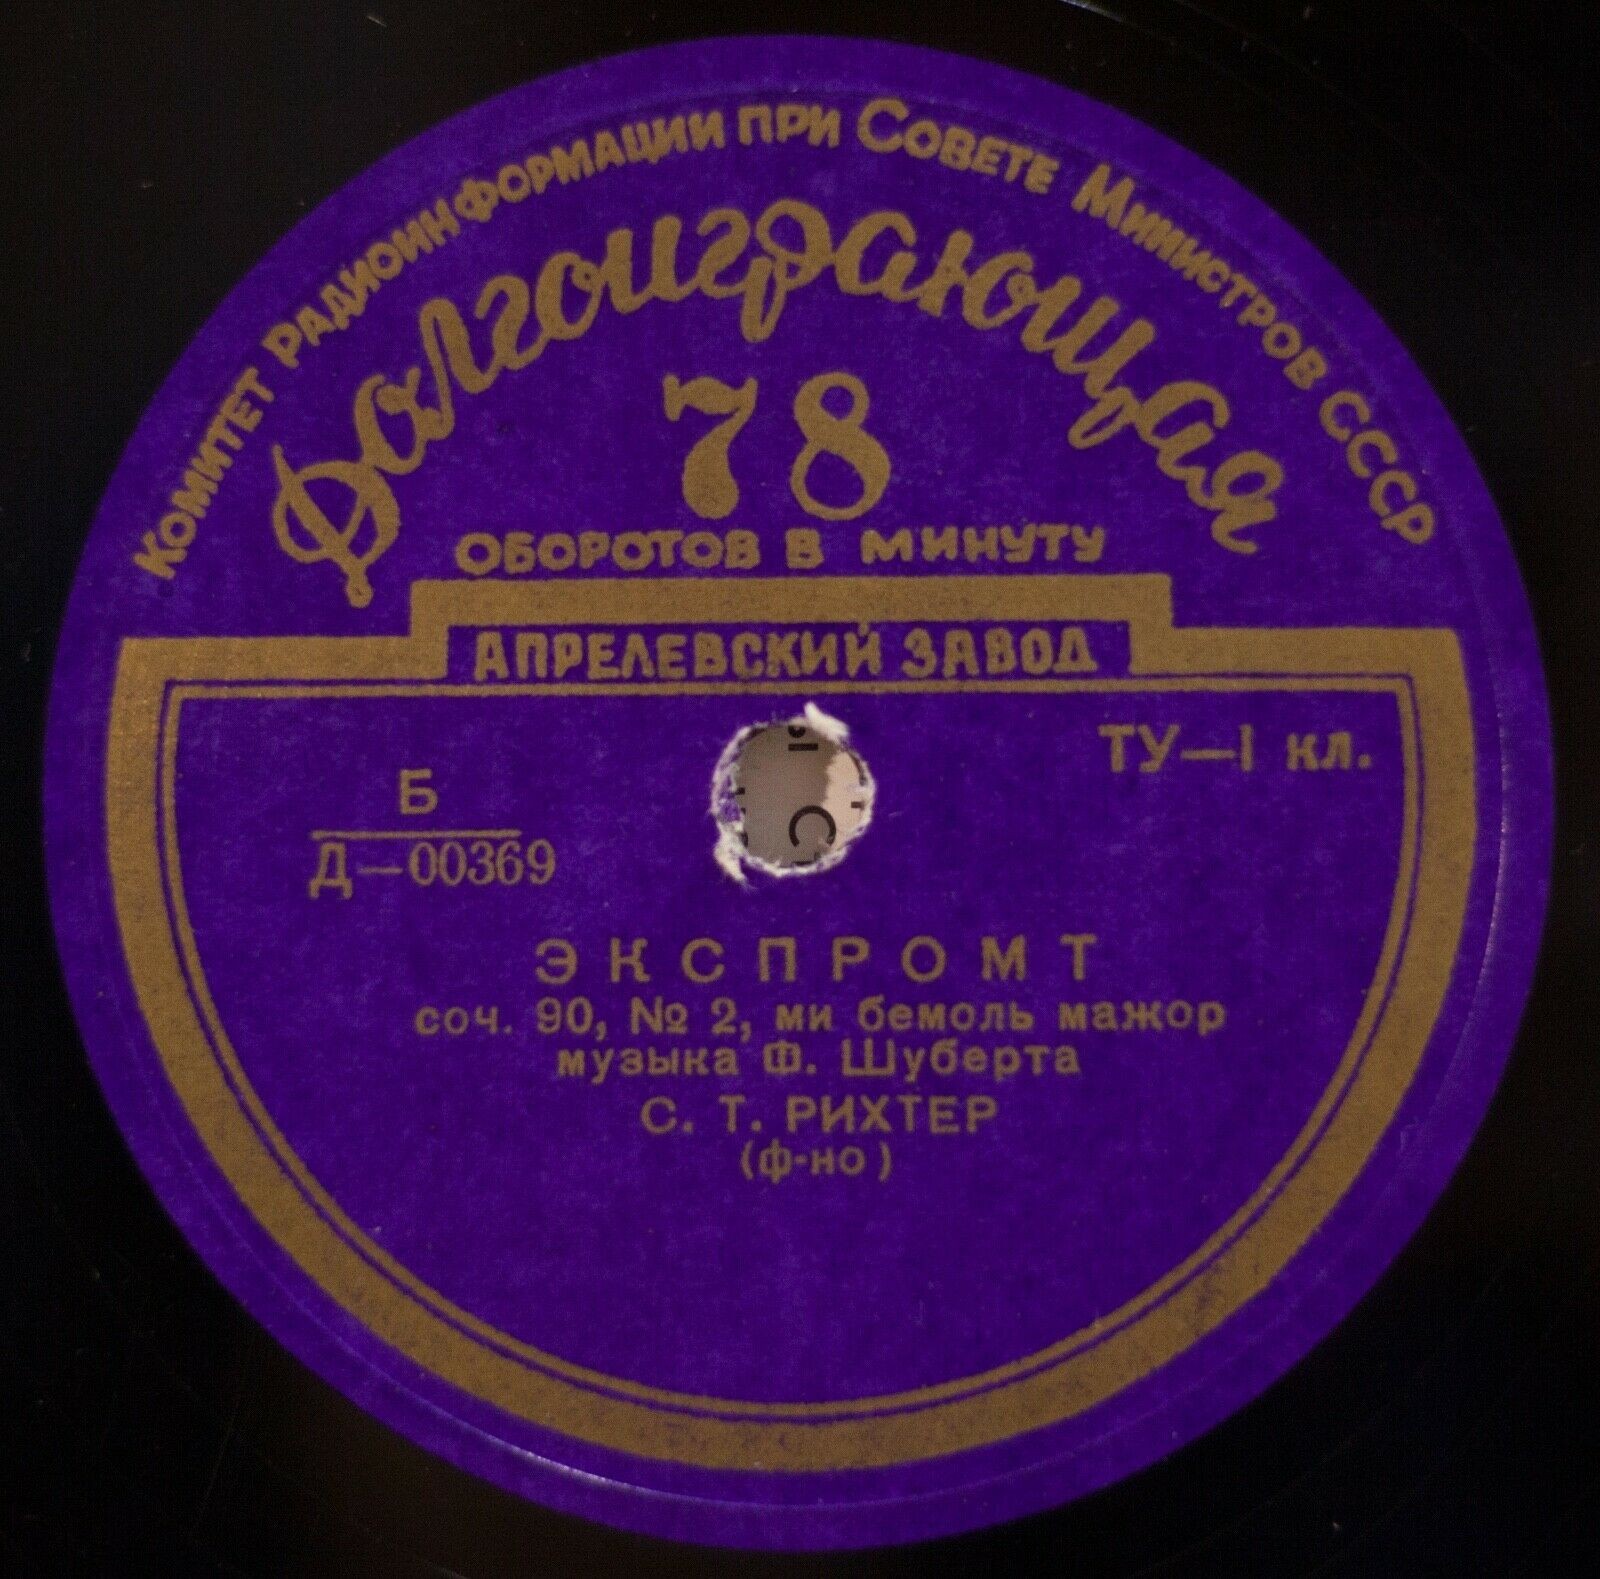 Комитет Радиоинформации при Совете Министров СССР
Долгоиграющая
78
оборотов в минуту
АПРЕЛЕВСКИЙ ЗАВОД
ТУ—I кл.
Б
Д—00369
ЭКСПРОМТ
соч. 90, № 2, ми бемоль мажор
музыка Ф. Шуберта
С. Т. РИХТЕР
(ф-но)